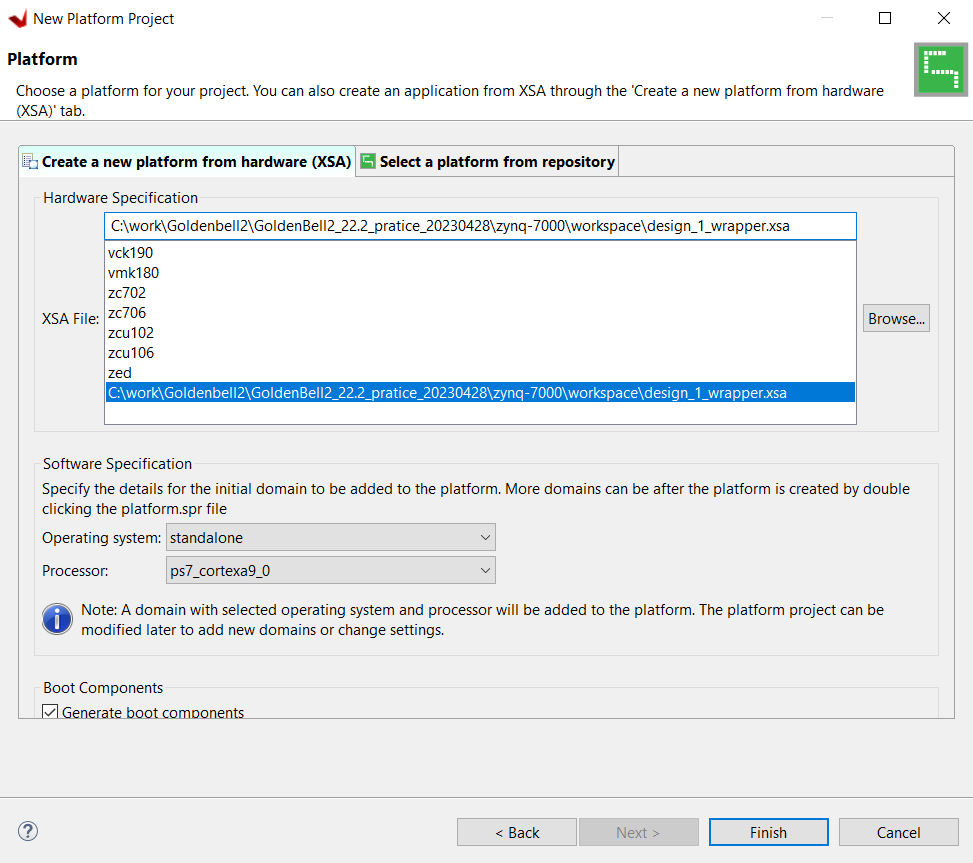 New Platform Project
Platform
Choose a platform for your project. You can also create an application from XSA through the 'Create a new platform from hardware
(XSA)' tab.
Create a new platform from hardware (XSA)
Select a platform from repository
Hardware Specification
C:\work\Goldenbell2\GoldenBell2_22.2_pratice_20230428\zynq-7000\workspace\design_1_wrapper.xsa
vck190
vmk180
zc702
zc706
XSA File:
Browse...
zcu102
zcu106
zed
C:\work\Goldenbell2\GoldenBell2_22.2_pratice_20230428\zynq-7000\workspace\design_1_wrapper.xsa
Software Specification
Specify the details for the initial domain to be added to the platform. More domains can be after the platform is created by double
clicking the platform.spr file
Operating system: standalone
Processor: ps7_cortexa9_0
Note: A domain with selected operating system and processor will be added to the platform. The platform project can be
modified later to add new domains or change settings.
Boot Components
Generate boot components
? < Back Next > Finish Cancel